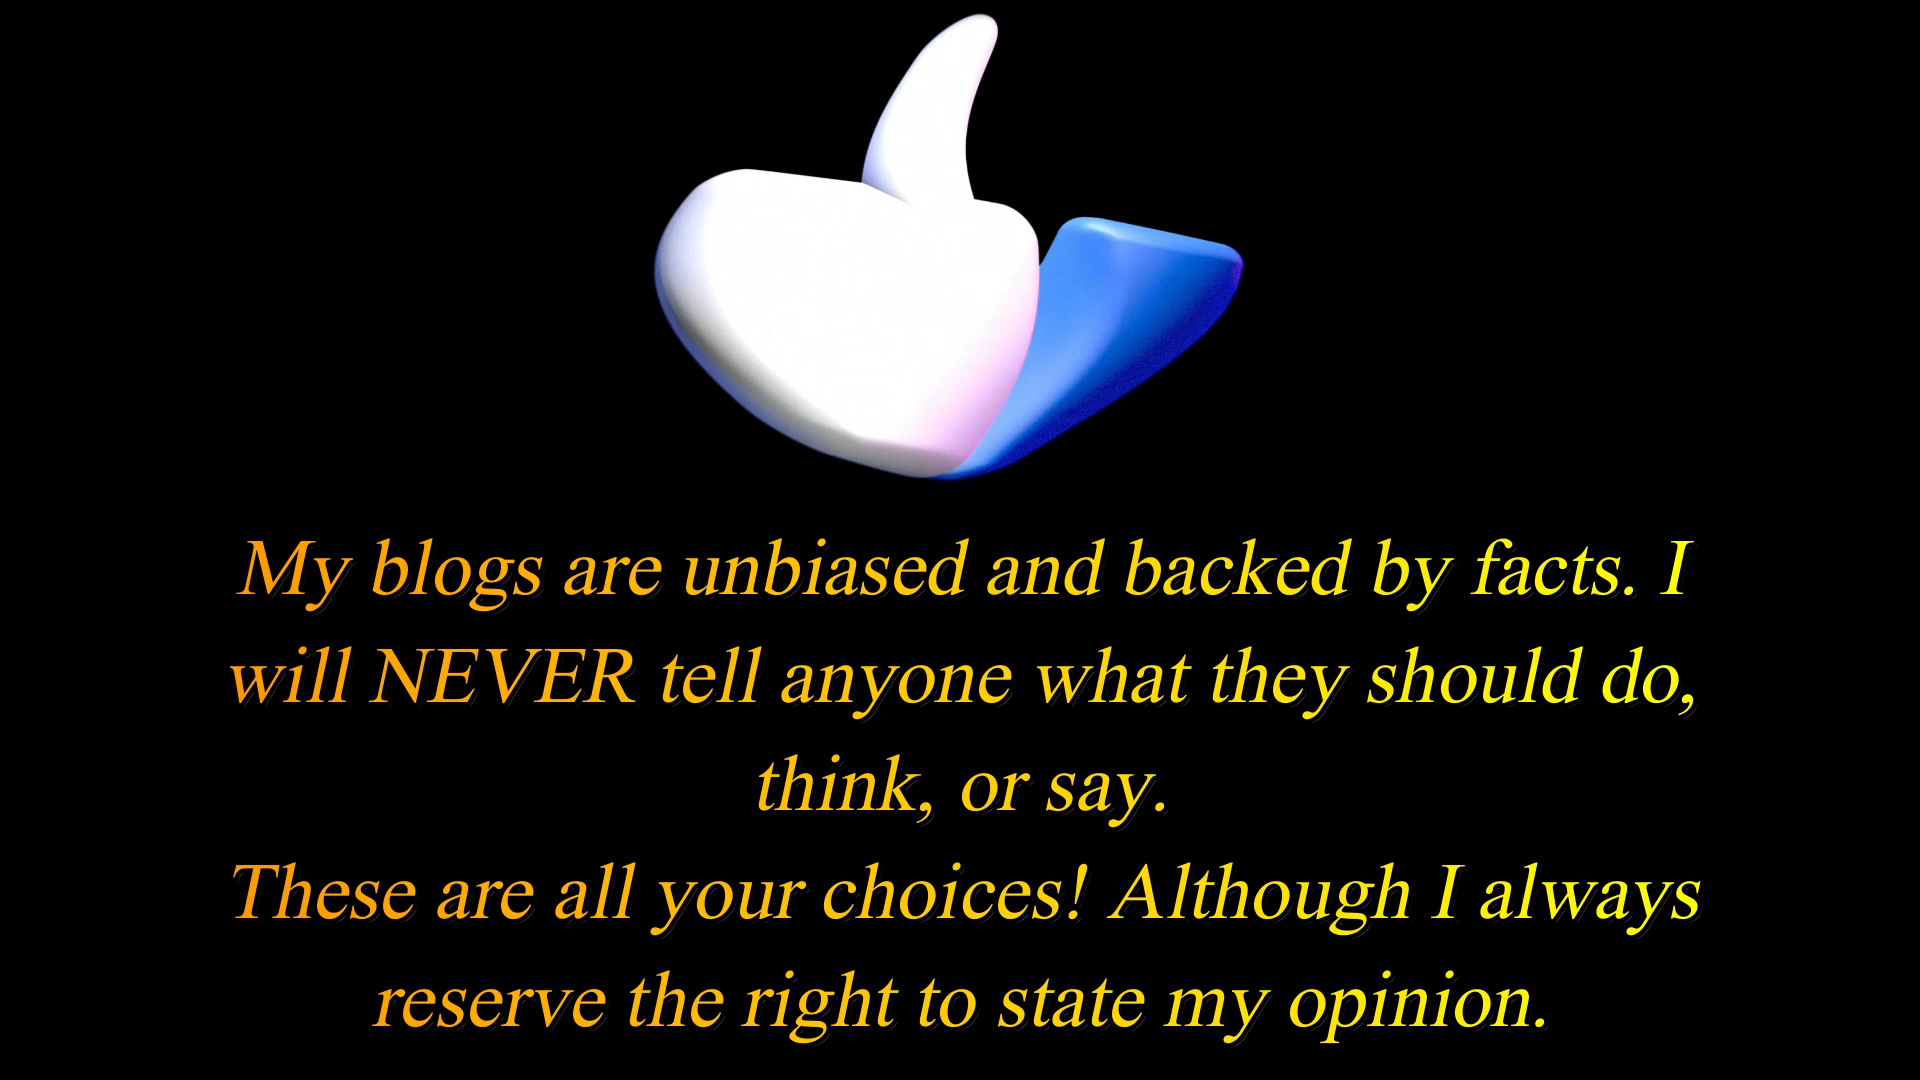 My blogs are unbiased and backed by facts. I
will NEVER tell anyone what they should do,
think, or say.
These are all your choices! Although I always
reserve the right to state my opinion.